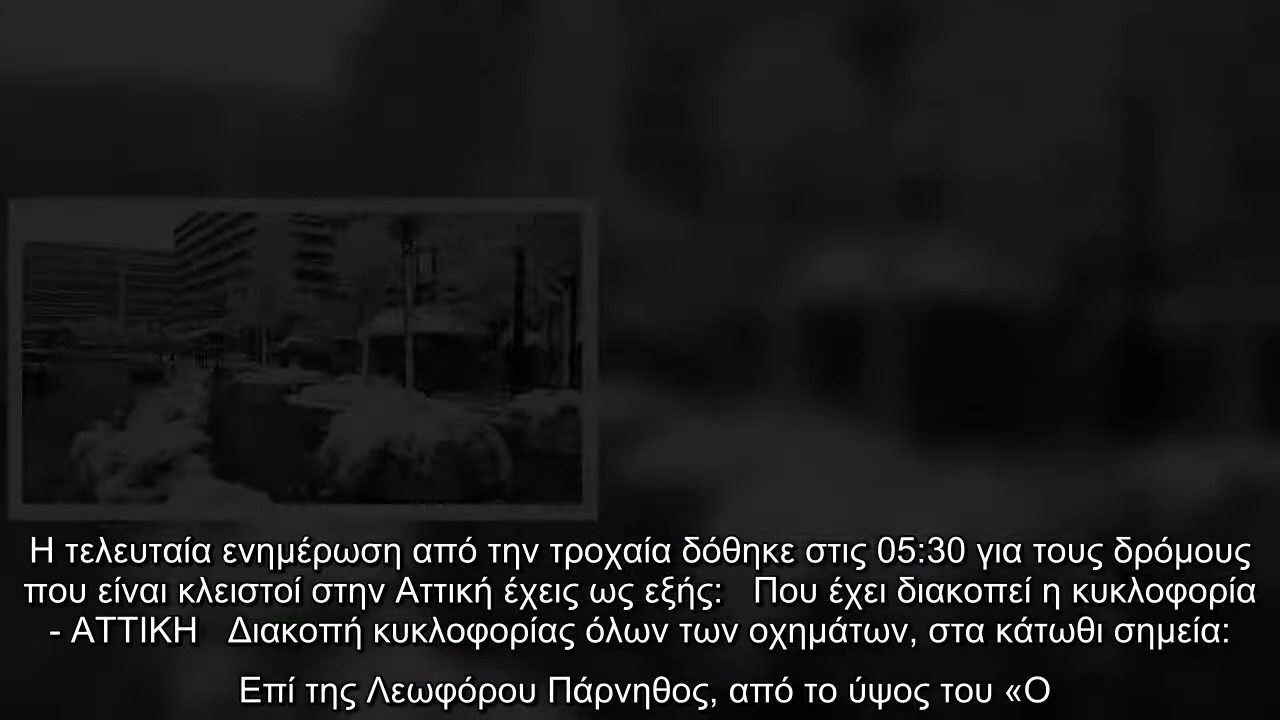 Η τελευταία ενημέρωση από την τροχαία δόθηκε στις 05:30 για τους δρόμους
που είναι κλειστοί στην Αττική έχεις ως εξής:   Που έχει διακοπεί η κυκλοφορία
- ΑΤΤΙΚΗ   Διακοπή κυκλοφορίας όλων των οχημάτων, στα κάτωθι σημεία:
Επί της Λεωφόρου Πάρνηθος, από το ύψος του «Ο